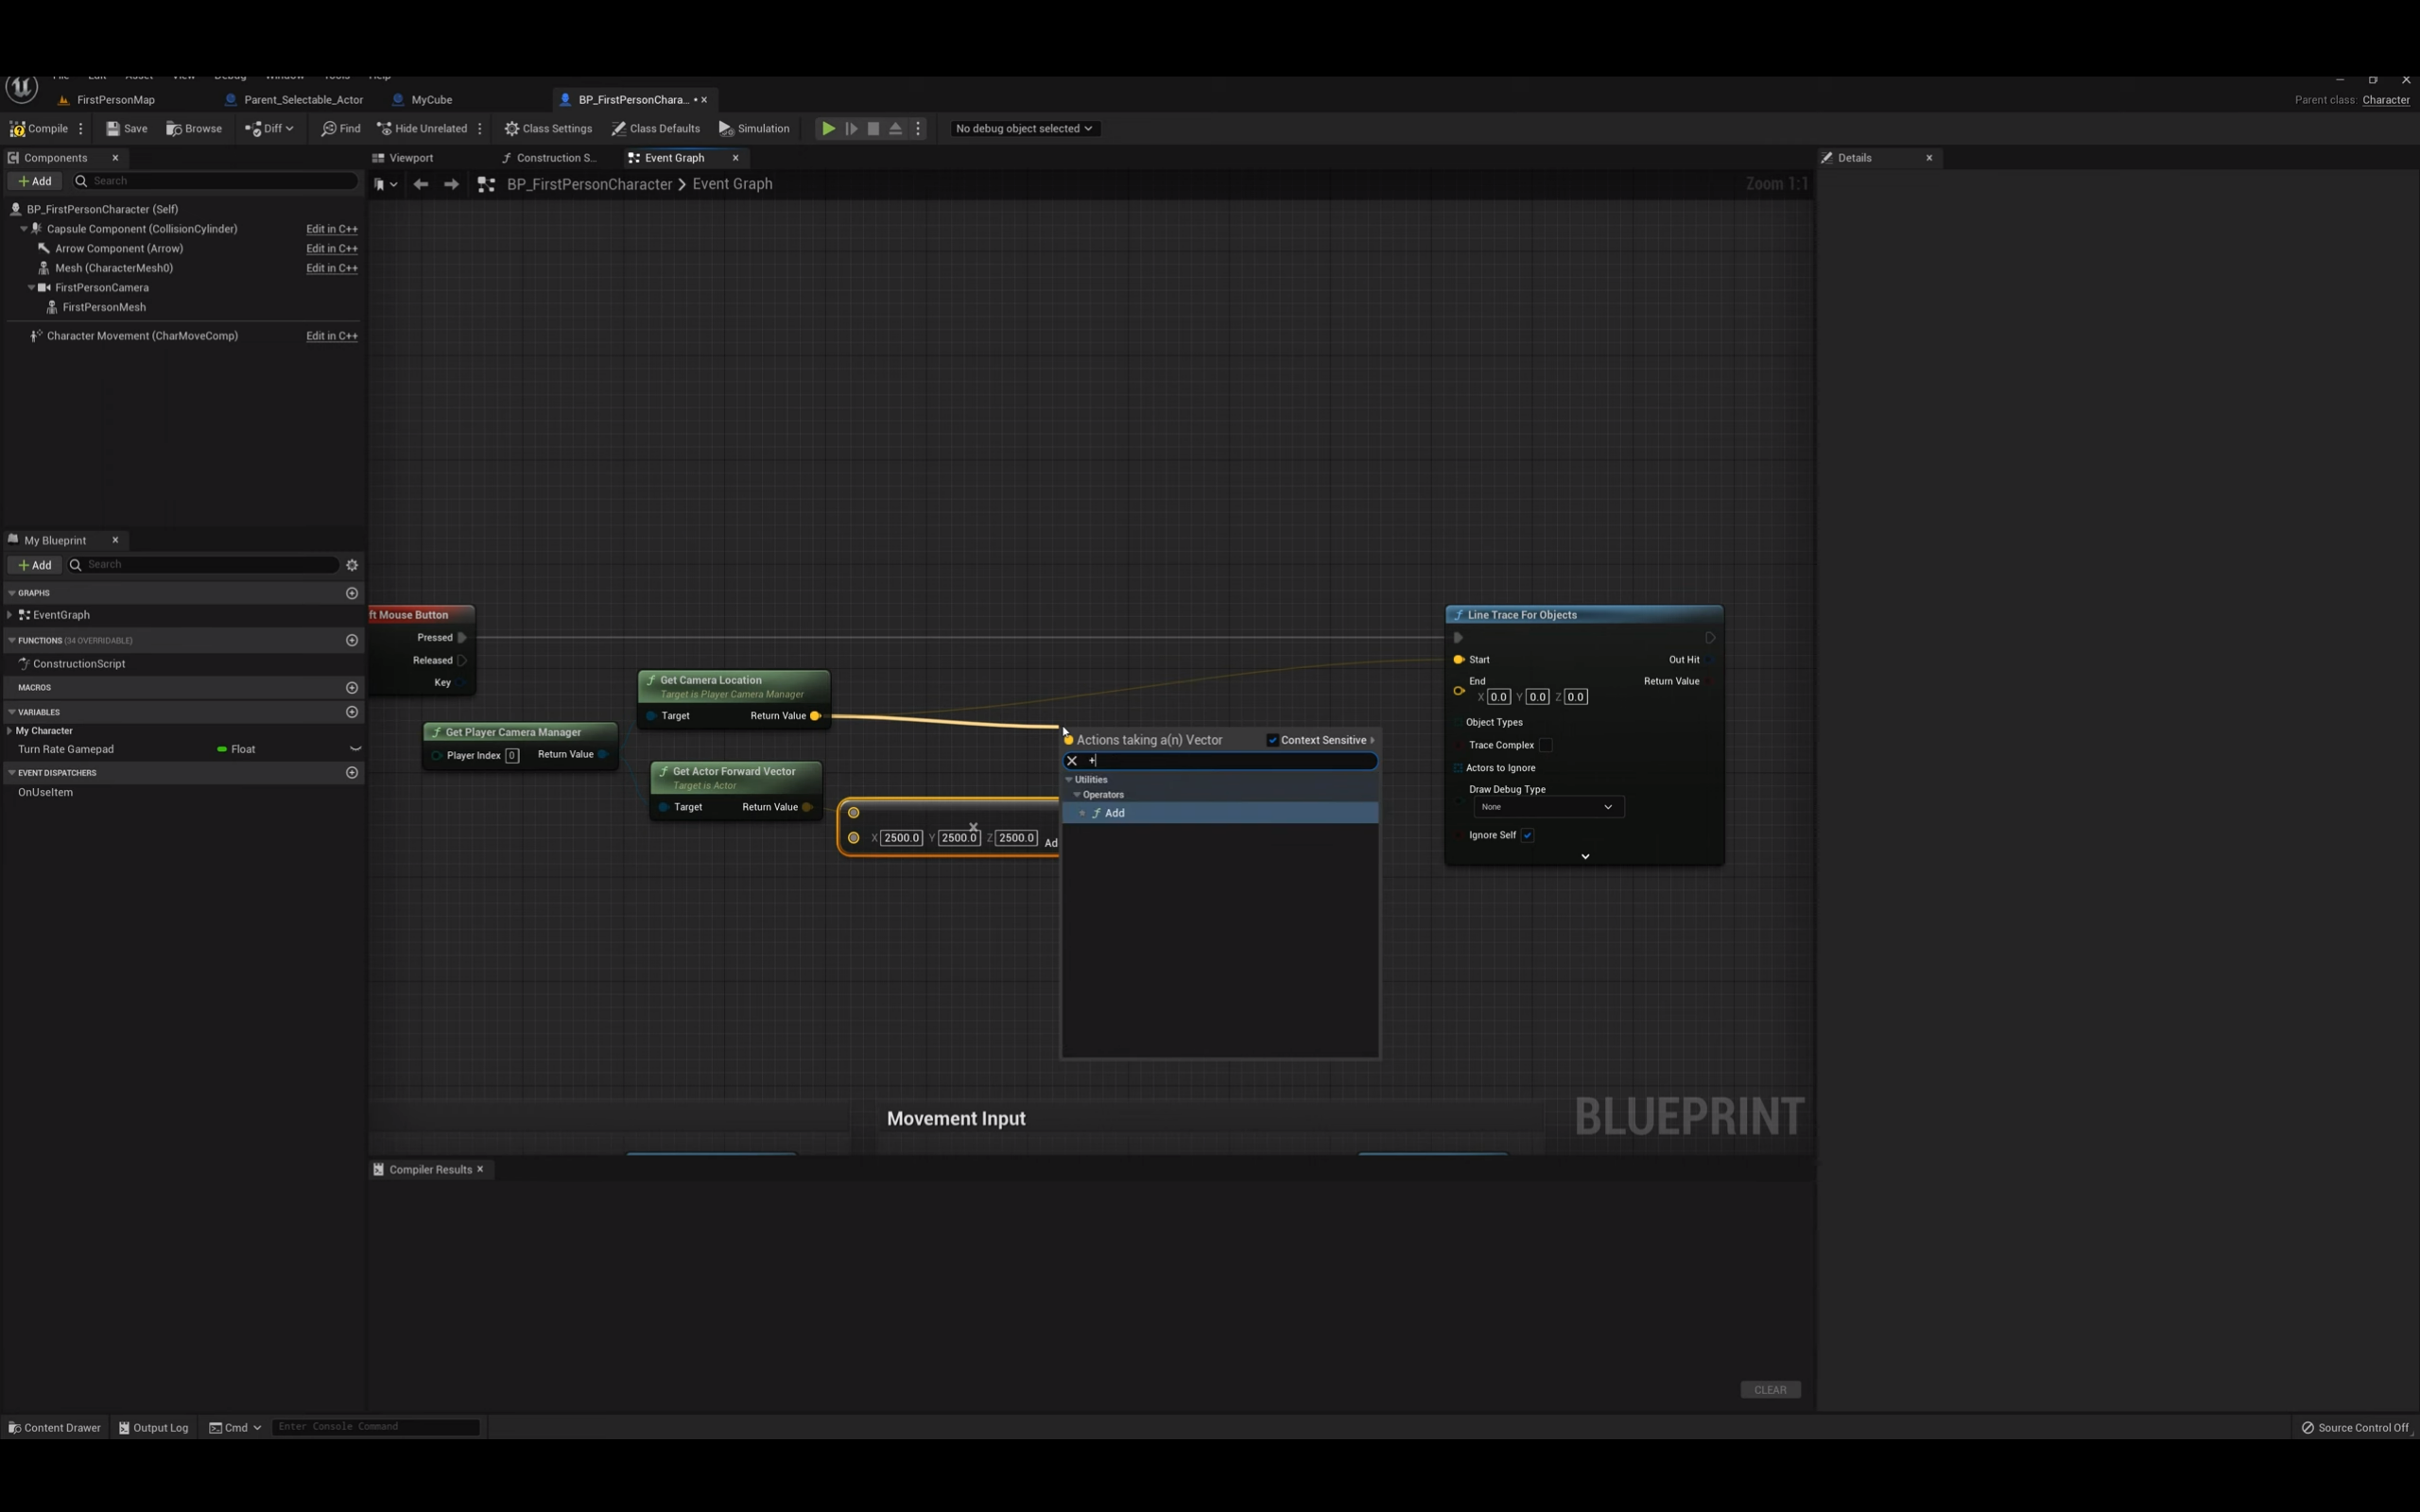 File Edit Asset View Debug Window Tools Help
FirstPersonMap
Parent_Selectable_Actor
MyCube
BP_FirstPersonChara... •
Parent class: Character
Compile
Save
Browse
Diff
Find
Hide Unrelated
Class Settings
Class Defaults
Simulation
No debug object selected
Components
Viewport
Construction S...
Event Graph
Details
+ Add
Search
BP_FirstPersonCharacter > Event Graph
Zoom 1:1
BP_FirstPersonCharacter (Self)
Capsule Component (CollisionCylinder) Edit in C++
Arrow Component (Arrow) Edit in C++
Mesh (CharacterMesh0) Edit in C++
FirstPersonCamera
FirstPersonMesh
Character Movement (CharMoveComp) Edit in C++
My Blueprint
+ Add
Search
GRAPHS
EventGraph
FUNCTIONS (34 OVERRIDABLE)
ConstructionScript
MACROS
VARIABLES
My Character
Turn Rate Gamepad Float
EVENT DISPATCHERS
OnUseItem
ft Mouse Button
Pressed
Released
Key
Get Player Camera Manager
Player Index 0 Return Value
Get Camera Location
Target is Player Camera Manager
Target Return Value
Get Actor Forward Vector
Target is Actor
Target Return Value
X 2500.0 Y 2500.0 Z 2500.0 Ad
Actions taking a(n) Vector Context Sensitive
+
Utilities
Operators
Add
Line Trace For Objects
Start Out Hit
End Return Value
X 0.0 Y 0.0 Z 0.0
Object Types
Trace Complex
Actors to Ignore
Draw Debug Type
None
Ignore Self
Movement Input
BLUEPRINT
Compiler Results
CLEAR
Content Drawer
Output Log
Cmd
Enter Console Command
Source Control Off